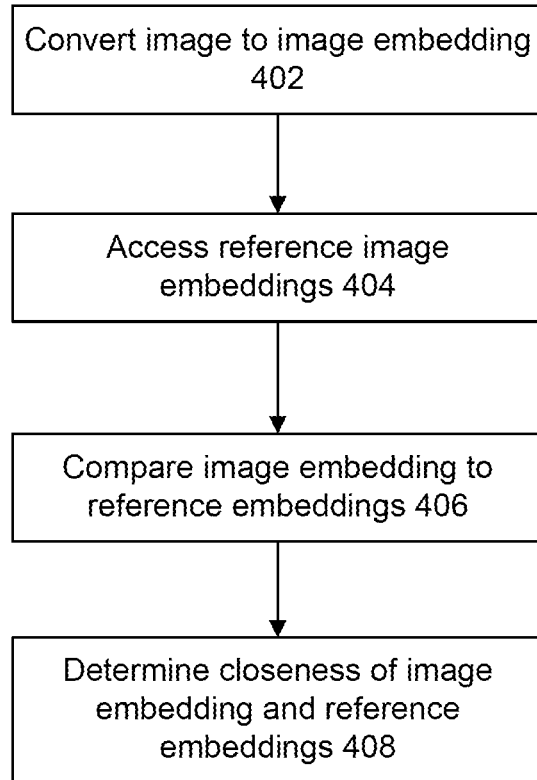 Convert image to image embedding
402
Access reference image
embeddings 404
Compare image embedding to
reference embeddings 406
Determine closeness of image
embedding and reference
embeddings 408